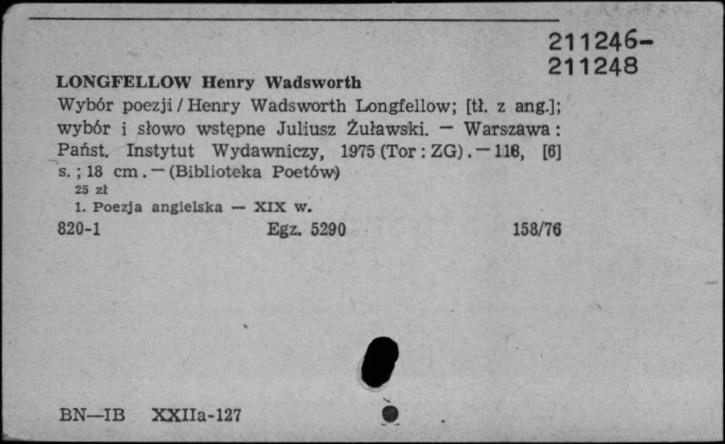 211246-
211248
LONGFELLOW Henry Wadsworth
Wybór poezji / Henry Wadsworth Longfellow; [tł. z ang.];
wybór i słowo wstępne Juliusz Żuławski. — Warszawa :
Państ. Instytut Wydawniczy, 1975 (Tor : ZG) . — 116, [6]
s. ; 18 cm . — (Biblioteka Poetów)
25 zł
1. Poezja angielska — XIX w.
820-1 Egz. 5290 158/76
BN—IB XXIIa-127